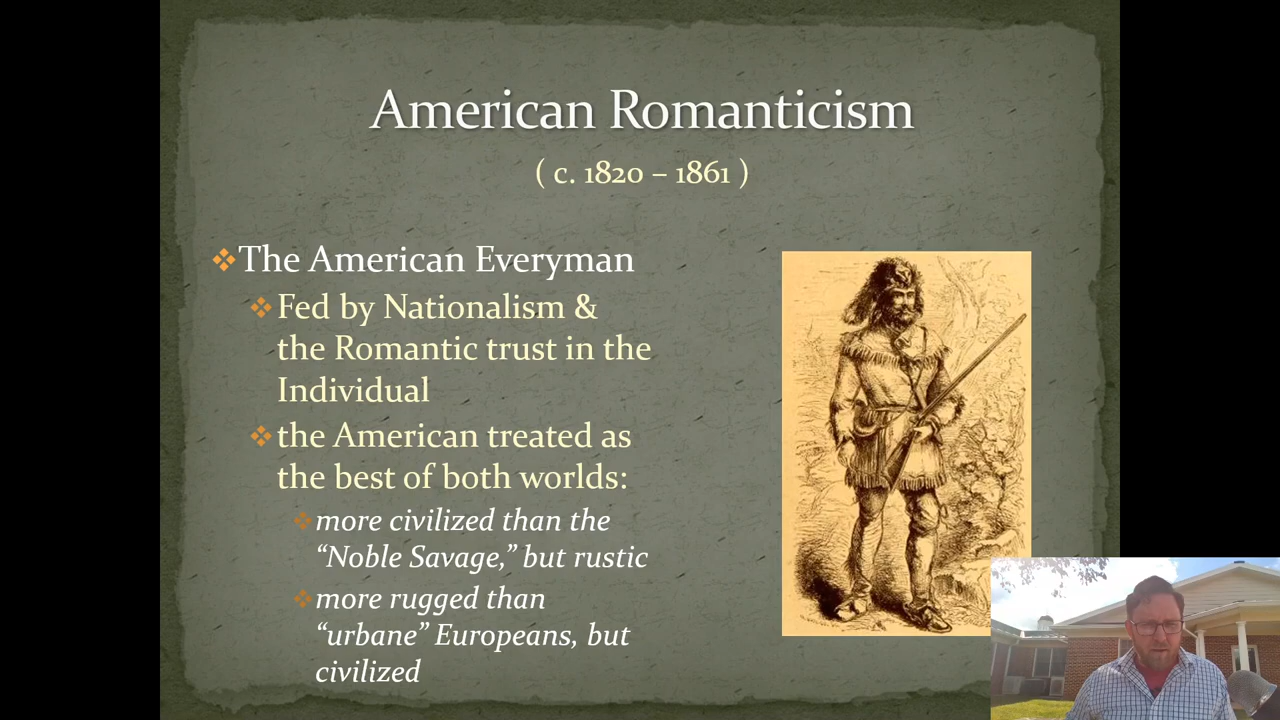 American Romanticism
( c. 1820 – 1861 )
❖The American Everyman
❖Fed by Nationalism &
the Romantic trust in the
Individual
❖the American treated as
the best of both worlds:
❖more civilized than the
“Noble Savage,” but rustic
❖more rugged than
“urbane” Europeans, but
civilized